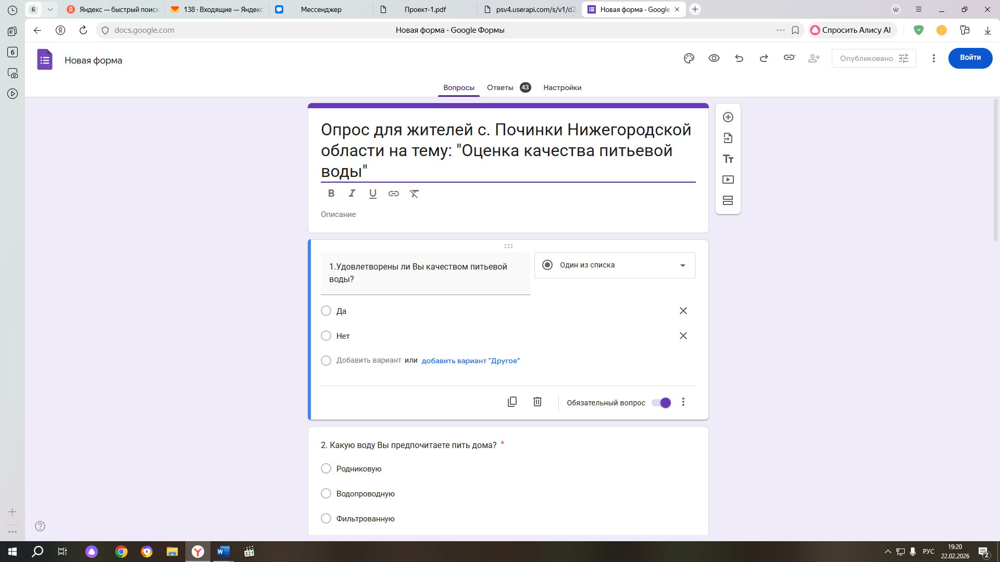 6
Яндекс — быстрый поиск
138 · Входящие — Яндекс
Мессенджер
Проект-1.pdf
psv4.userapi.com/s/v1/d2
Новая форма - Google
docs.google.com
Новая форма - Google Формы
Спросить Алису AI
6
Новая форма
Опубликовано
Войти
Вопросы
Ответы
43
Настройки
Опрос для жителей с. Починки Нижегородской
области на тему: "Оценка качества питьевой
воды"
B I U
Описание
1.Удовлетворены ли Вы качеством питьевой
воды?
Один из списка
Да
Нет
Добавить вариант или добавить вариант "Другое"
Обязательный вопрос
2. Какую воду Вы предпочитаете пить дома? *
Родниковую
Водопроводную
Фильтрованную
РУС
19:20
22.02.2026
2